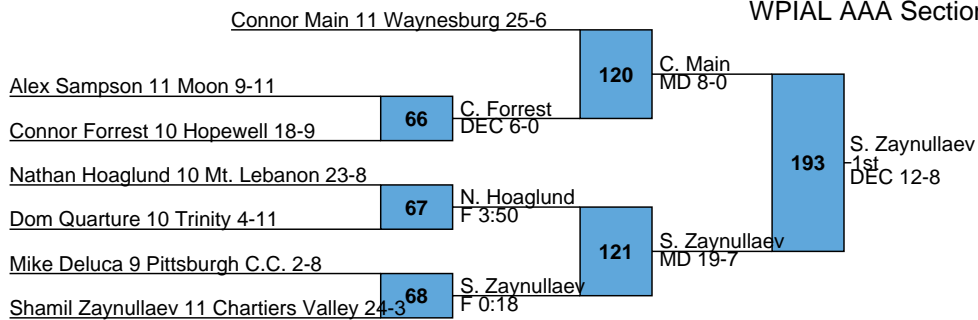 WPIAL AAA Section
Connor Main 11 Waynesburg 25-6
120
C. Main
MD 8-0
Alex Sampson 11 Moon 9-11
66
C. Forrest
DEC 6-0
Connor Forrest 10 Hopewell 18-9
193
S. Zaynullaev
1st
DEC 12-8
Nathan Hoaglund 10 Mt. Lebanon 23-8
67
N. Hoaglund
F 3:50
Dom Quarture 10 Trinity 4-11
121
S. Zaynullaev
MD 19-7
Mike Deluca 9 Pittsburgh C.C. 2-8
68
S. Zaynullaev
F 0:18
Shamil Zaynullaev 11 Chartiers Valley 24-3